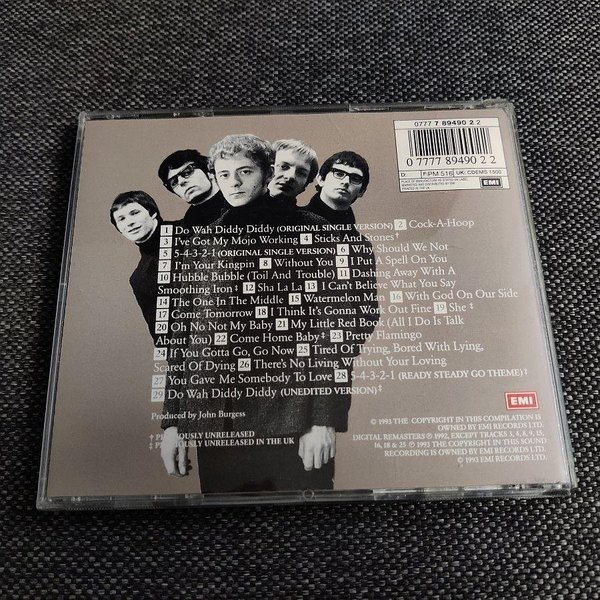 0777 7 89490 2 2
0 7777 89490 2 2
D:
F: PM 516
UK: CDEMS 1500
EMI
1 Do Wah Diddy Diddy (ORIGINAL SINGLE VERSION) 2 Cock-A-Hoop
3 I've Got My Mojo Working 4 Sticks And Stones‡
5 5-4-3-2-1 (ORIGINAL SINGLE VERSION) 6 Why Should We Not
7 I'm Your Kingpin 8 Without You 9 I Put A Spell On You
10 Hubble Bubble (Toil And Trouble) 11 Dashing Away With A
Smoothing Iron‡ 12 Sha La La 13 I Can't Believe What You Say
14 The One In The Middle 15 Watermelon Man 16 With God On Our Side
17 Come Tomorrow 18 I Think It's Gonna Work Out Fine 19 She‡
20 Oh No Not My Baby 21 My Little Red Book (All I Do Is Talk
About You) 22 Come Home Baby‡ 23 Pretty Flamingo
24 If You Gotta Go, Go Now 25 Tired Of Trying, Bored With Lying,
Scared Of Dying 26 There's No Living Without Your Loving
27 You Gave Me Somebody To Love 28 5-4-3-2-1 (READY STEADY GO THEME)‡
29 Do Wah Diddy Diddy (UNEDITED VERSION)‡
Produced by John Burgess
† PREVIOUSLY UNRELEASED
‡ PREVIOUSLY UNRELEASED IN THE UK
EMI
© 1993 THE COPYRIGHT IN THIS COMPILATION IS
OWNED BY EMI RECORDS LTD.
DIGITAL REMASTERS ℗ 1992, EXCEPT TRACKS 3, 4, 8, 9, 15,
16, 18 & 25 ℗ 1993 THE COPYRIGHT IN THIS SOUND
RECORDING IS OWNED BY EMI RECORDS LTD.
© 1993 EMI RECORDS LTD.